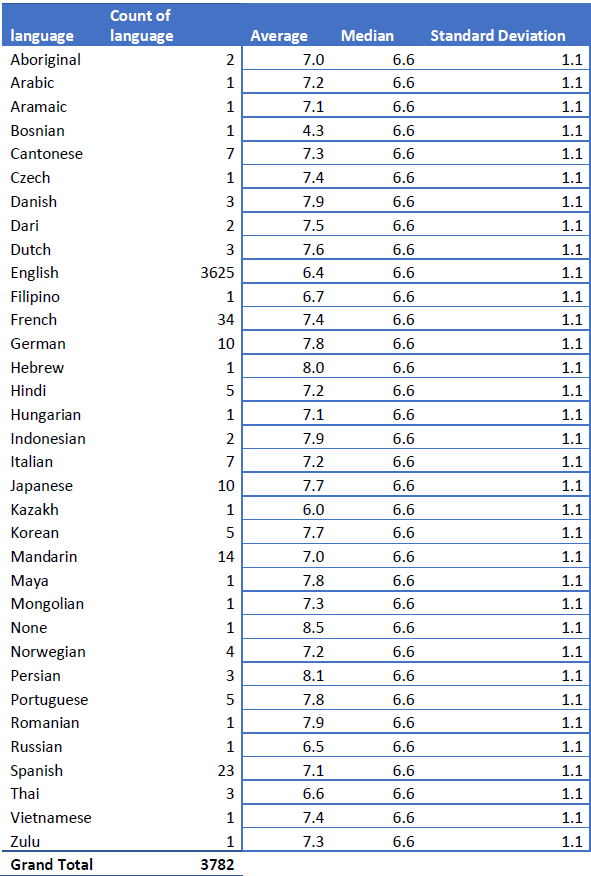 Count of
language language Average Median Standard Deviation
Aboriginal 2 7.0 6.6 1.1
Arabic 1 7.2 6.6 1.1
Aramaic 1 7.1 6.6 1.1
Bosnian 1 4.3 6.6 1.1
Cantonese 7 7.3 6.6 1.1
Czech 1 7.4 6.6 1.1
Danish 3 7.9 6.6 1.1
Dari 2 7.5 6.6 1.1
Dutch 3 7.6 6.6 1.1
English 3625 6.4 6.6 1.1
Filipino 1 6.7 6.6 1.1
French 34 7.4 6.6 1.1
German 10 7.8 6.6 1.1
Hebrew 1 8.0 6.6 1.1
Hindi 5 7.2 6.6 1.1
Hungarian 1 7.1 6.6 1.1
Indonesian 2 7.9 6.6 1.1
Italian 7 7.2 6.6 1.1
Japanese 10 7.7 6.6 1.1
Kazakh 1 6.0 6.6 1.1
Korean 5 7.7 6.6 1.1
Mandarin 14 7.0 6.6 1.1
Maya 1 7.8 6.6 1.1
Mongolian 1 7.3 6.6 1.1
None 1 8.5 6.6 1.1
Norwegian 4 7.2 6.6 1.1
Persian 3 8.1 6.6 1.1
Portuguese 5 7.8 6.6 1.1
Romanian 1 7.9 6.6 1.1
Russian 1 6.5 6.6 1.1
Spanish 23 7.1 6.6 1.1
Thai 3 6.6 6.6 1.1
Vietnamese 1 7.4 6.6 1.1
Zulu 1 7.3 6.6 1.1
Grand Total 3782